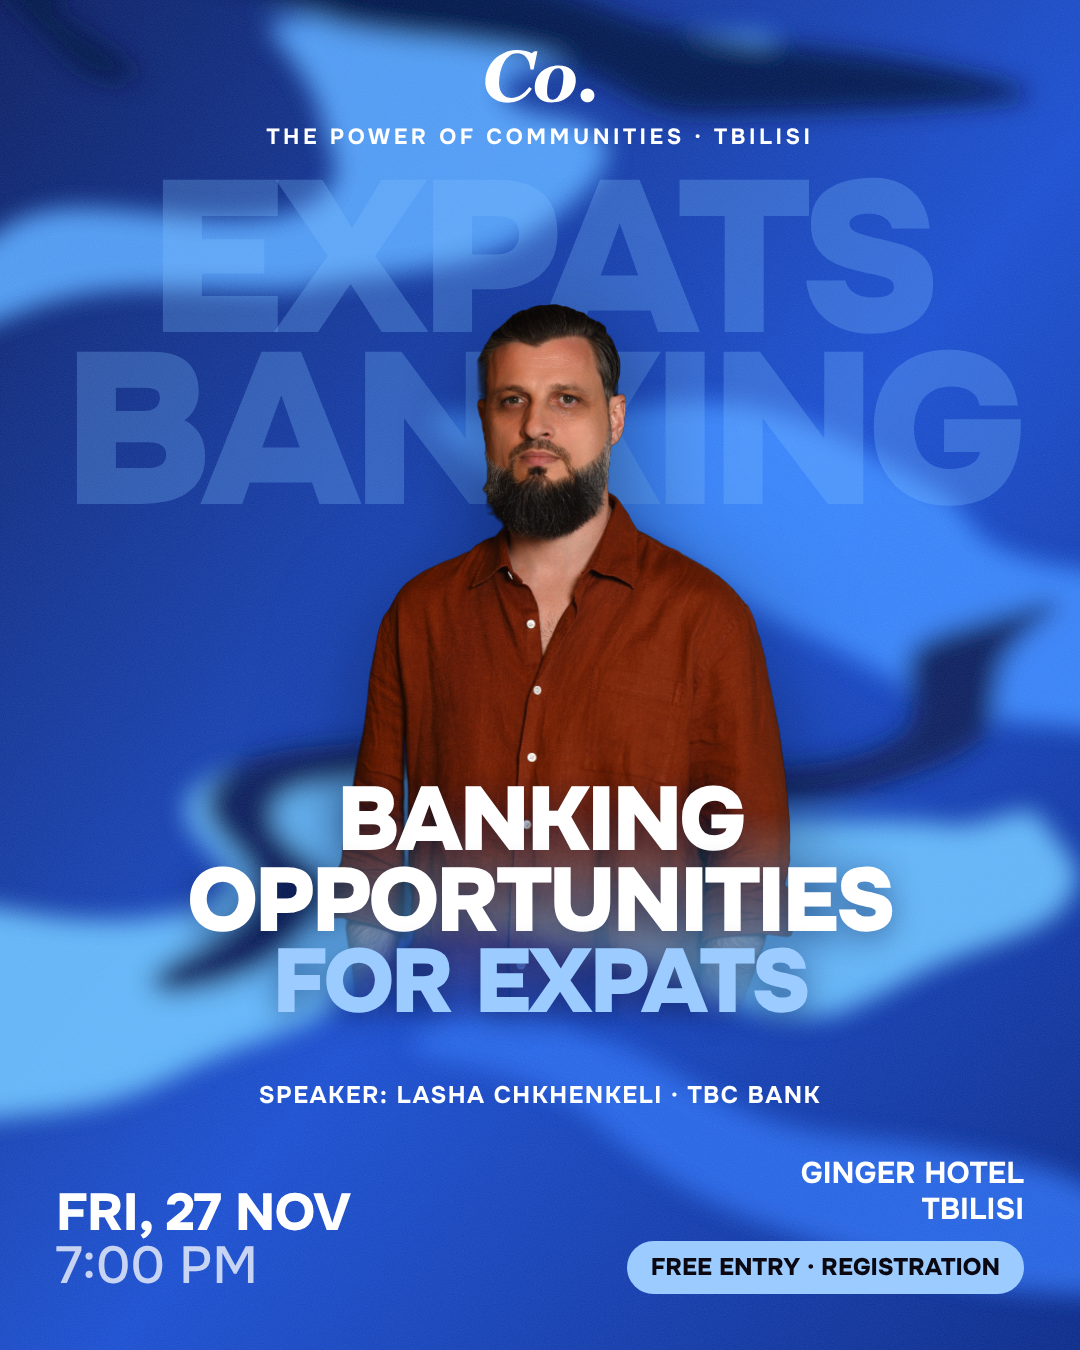 Co.
THE POWER OF COMMUNITIES · TBILISI
EXPATS
BANKING
BANKING
OPPORTUNITIES
FOR EXPATS
SPEAKER: LASHA CHKHENKELI · TBC BANK
FRI, 27 NOV
7:00 PM
GINGER HOTEL
TBILISI
FREE ENTRY · REGISTRATION